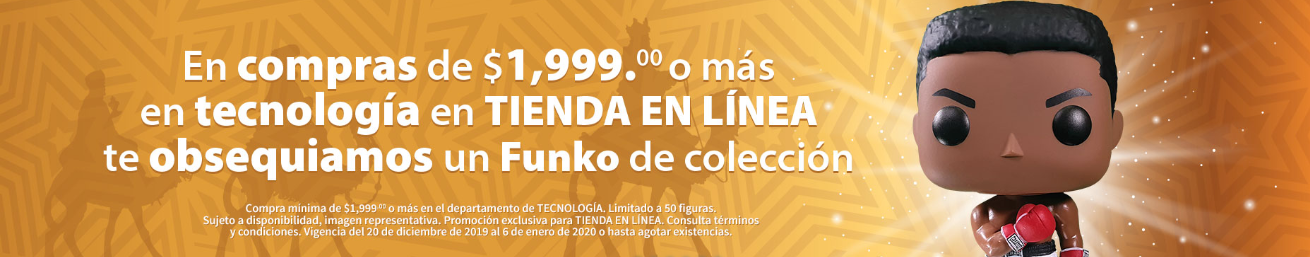 En compras de $1,999.00 o más
en tecnología en TIENDA EN LÍNEA
te obsequiamos un Funko de colección
Compra minima de $1,999.00 o más en el departamento de TECNOLOGÍA. Limitado a 50 figuras.
Sujeto a disponibilidad, imagen representativa. Promoción exclusiva para TIENDA EN LÍNEA. Consulta términos
y condiciones. Vigencia del 20 de diciembre de 2019 al 6 de enero de 2020 o hasta agotar existencias.